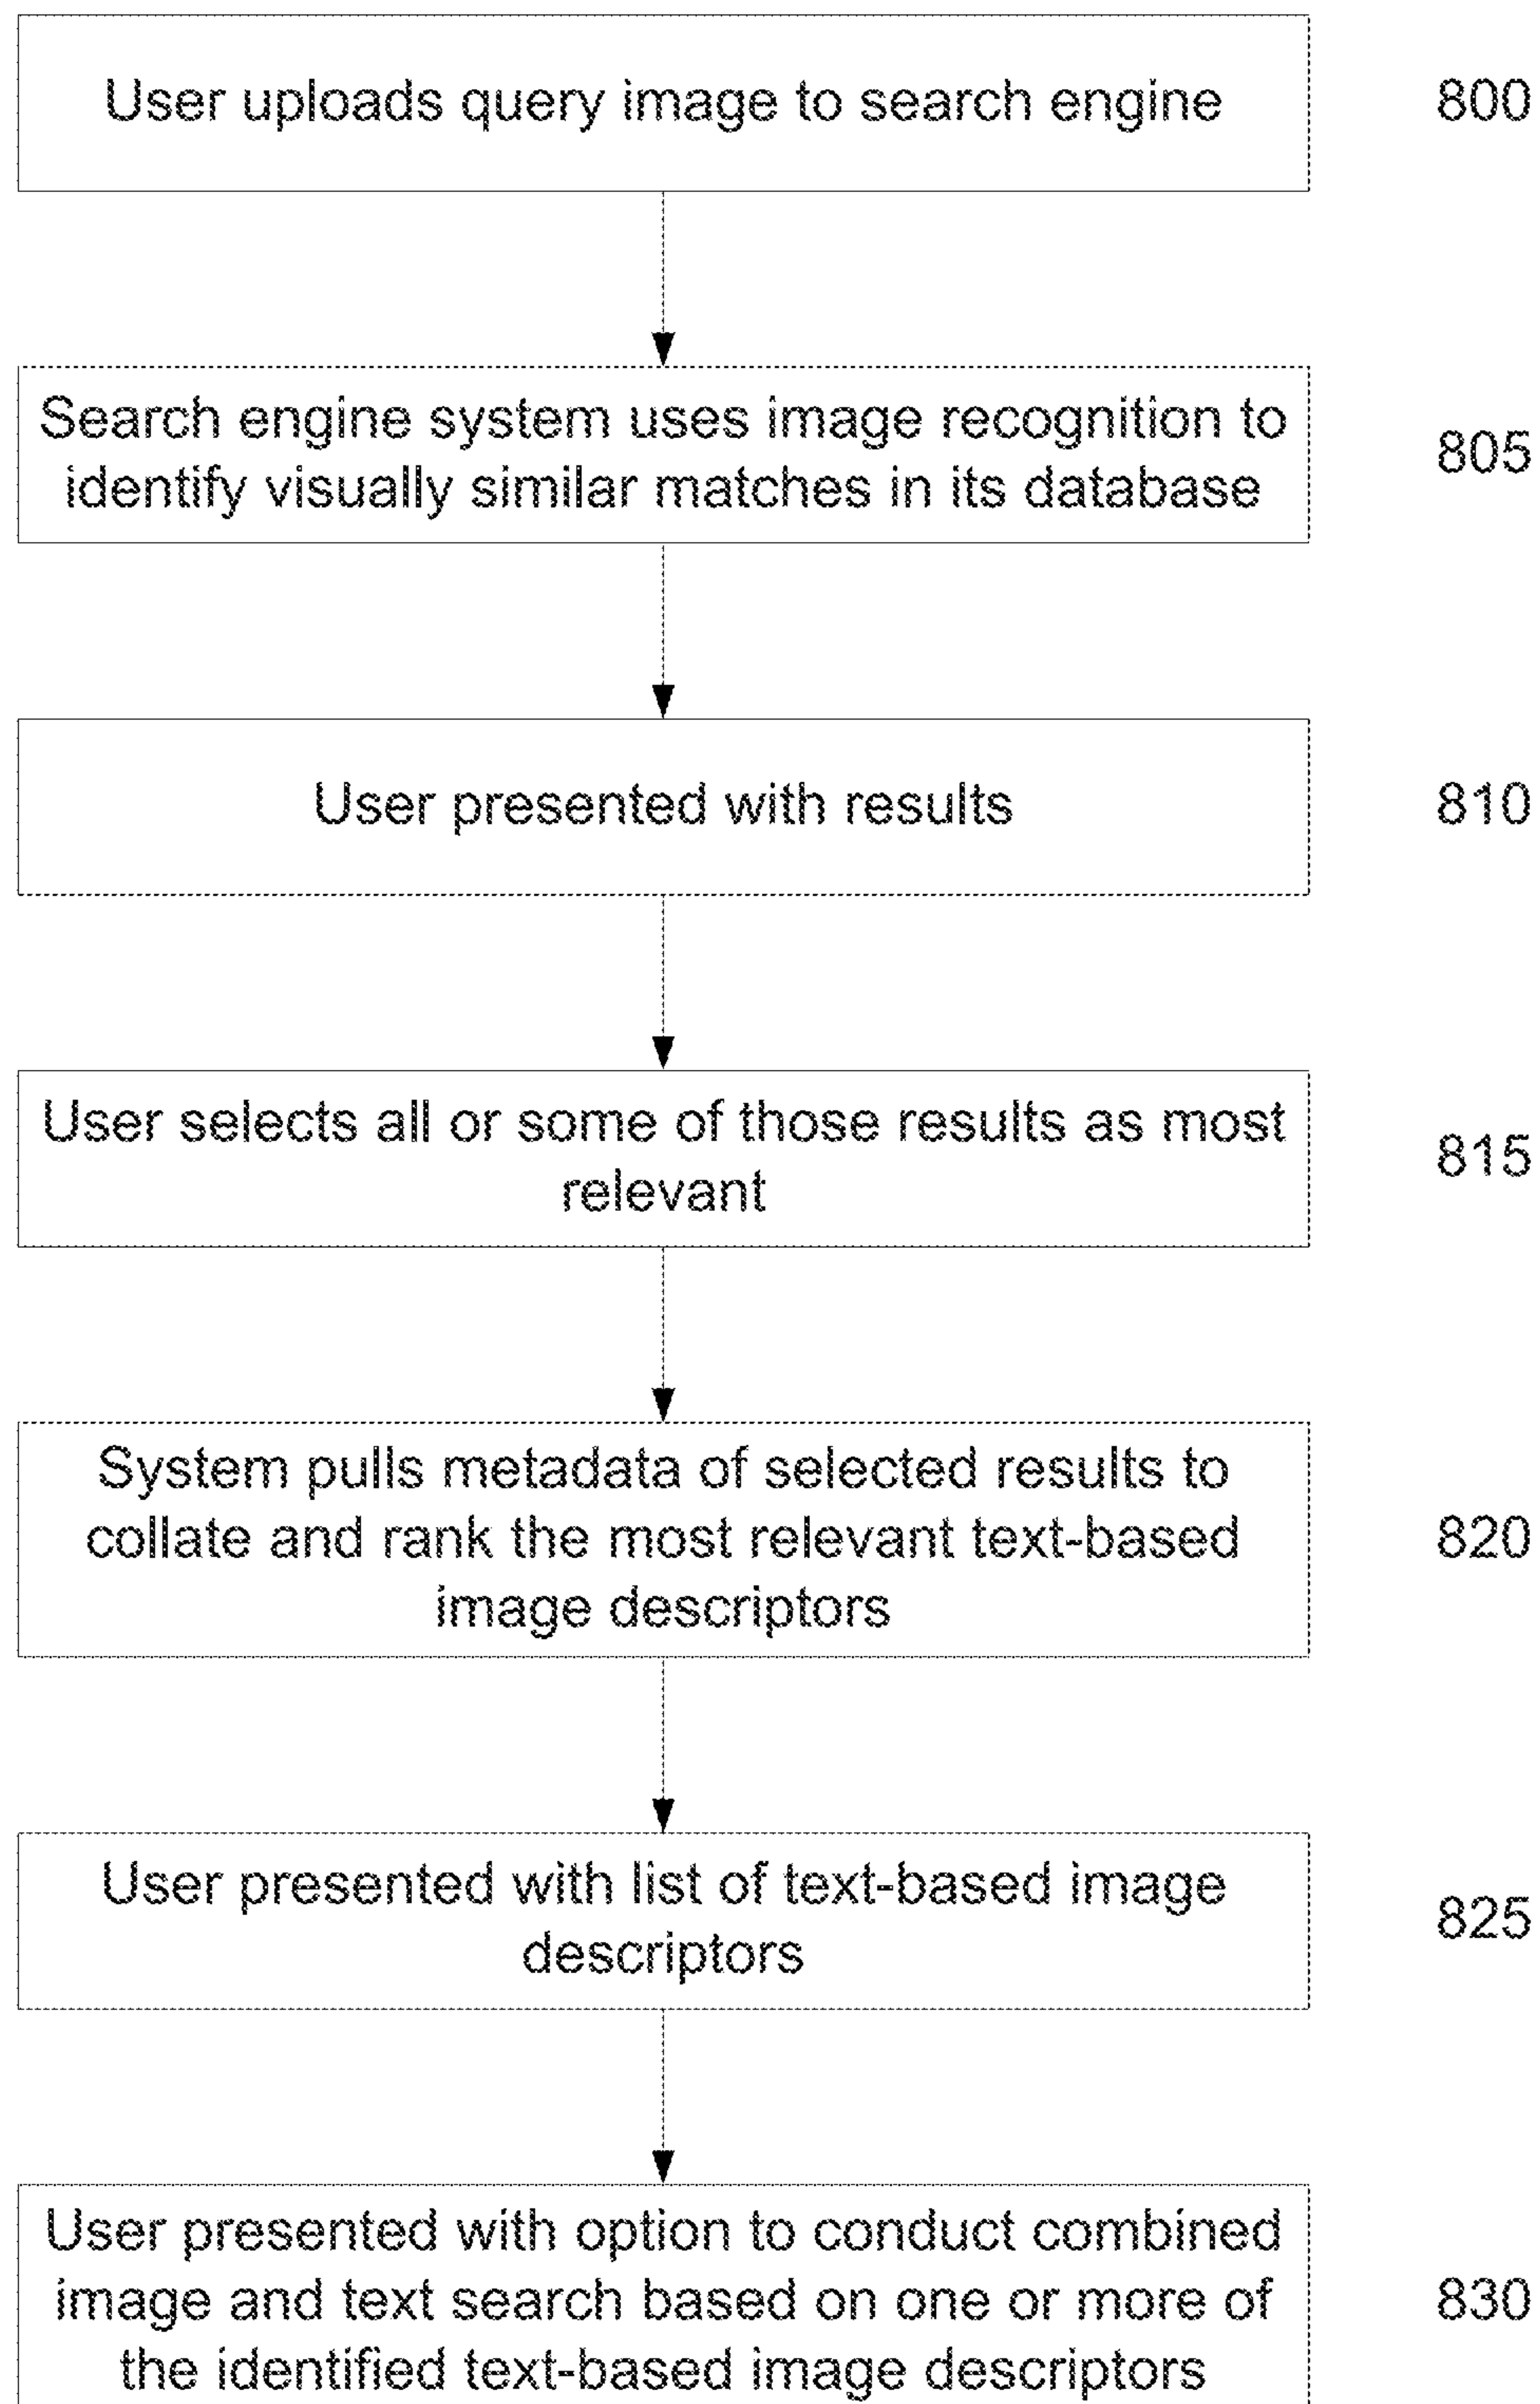 User uploads query image to search engine
800
Search engine system uses image recognition to
identify visually similar matches in its database
805
User presented with results
810
User selects all or some of those results as most
relevant
815
System pulls metadata of selected results to
collate and rank the most relevant text-based
image descriptors
820
User presented with list of text-based image
descriptors
825
User presented with option to conduct combined
image and text search based on one or more of
the identified text-based image descriptors
830